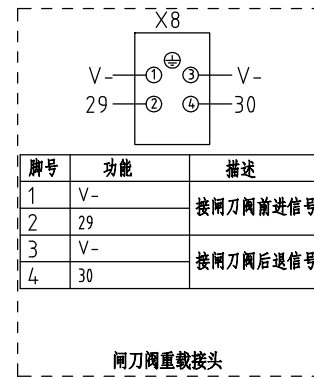 X8
V- ① ③ V-
29 ② ④ 30
脚号 功能 描述
1 V-
接闸刀阀前进信号
2 29
3 V-
接闸刀阀后退信号
4 30
闸刀阀重载接头